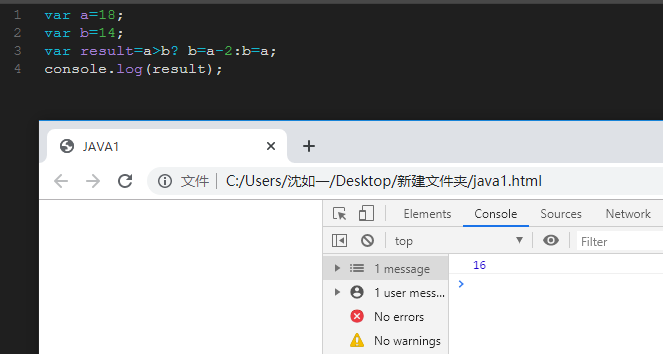 1 var a=18;
2 var b=14;
3 var result=a>b? b=a-2:b=a;
4 console.log(result);
JAVA1
文件 C:/Users/沈如一/Desktop/新建文件夹/java1.html
Elements Console Sources Network
top Filter
1 message
16
1 user mess...
No errors
No warnings